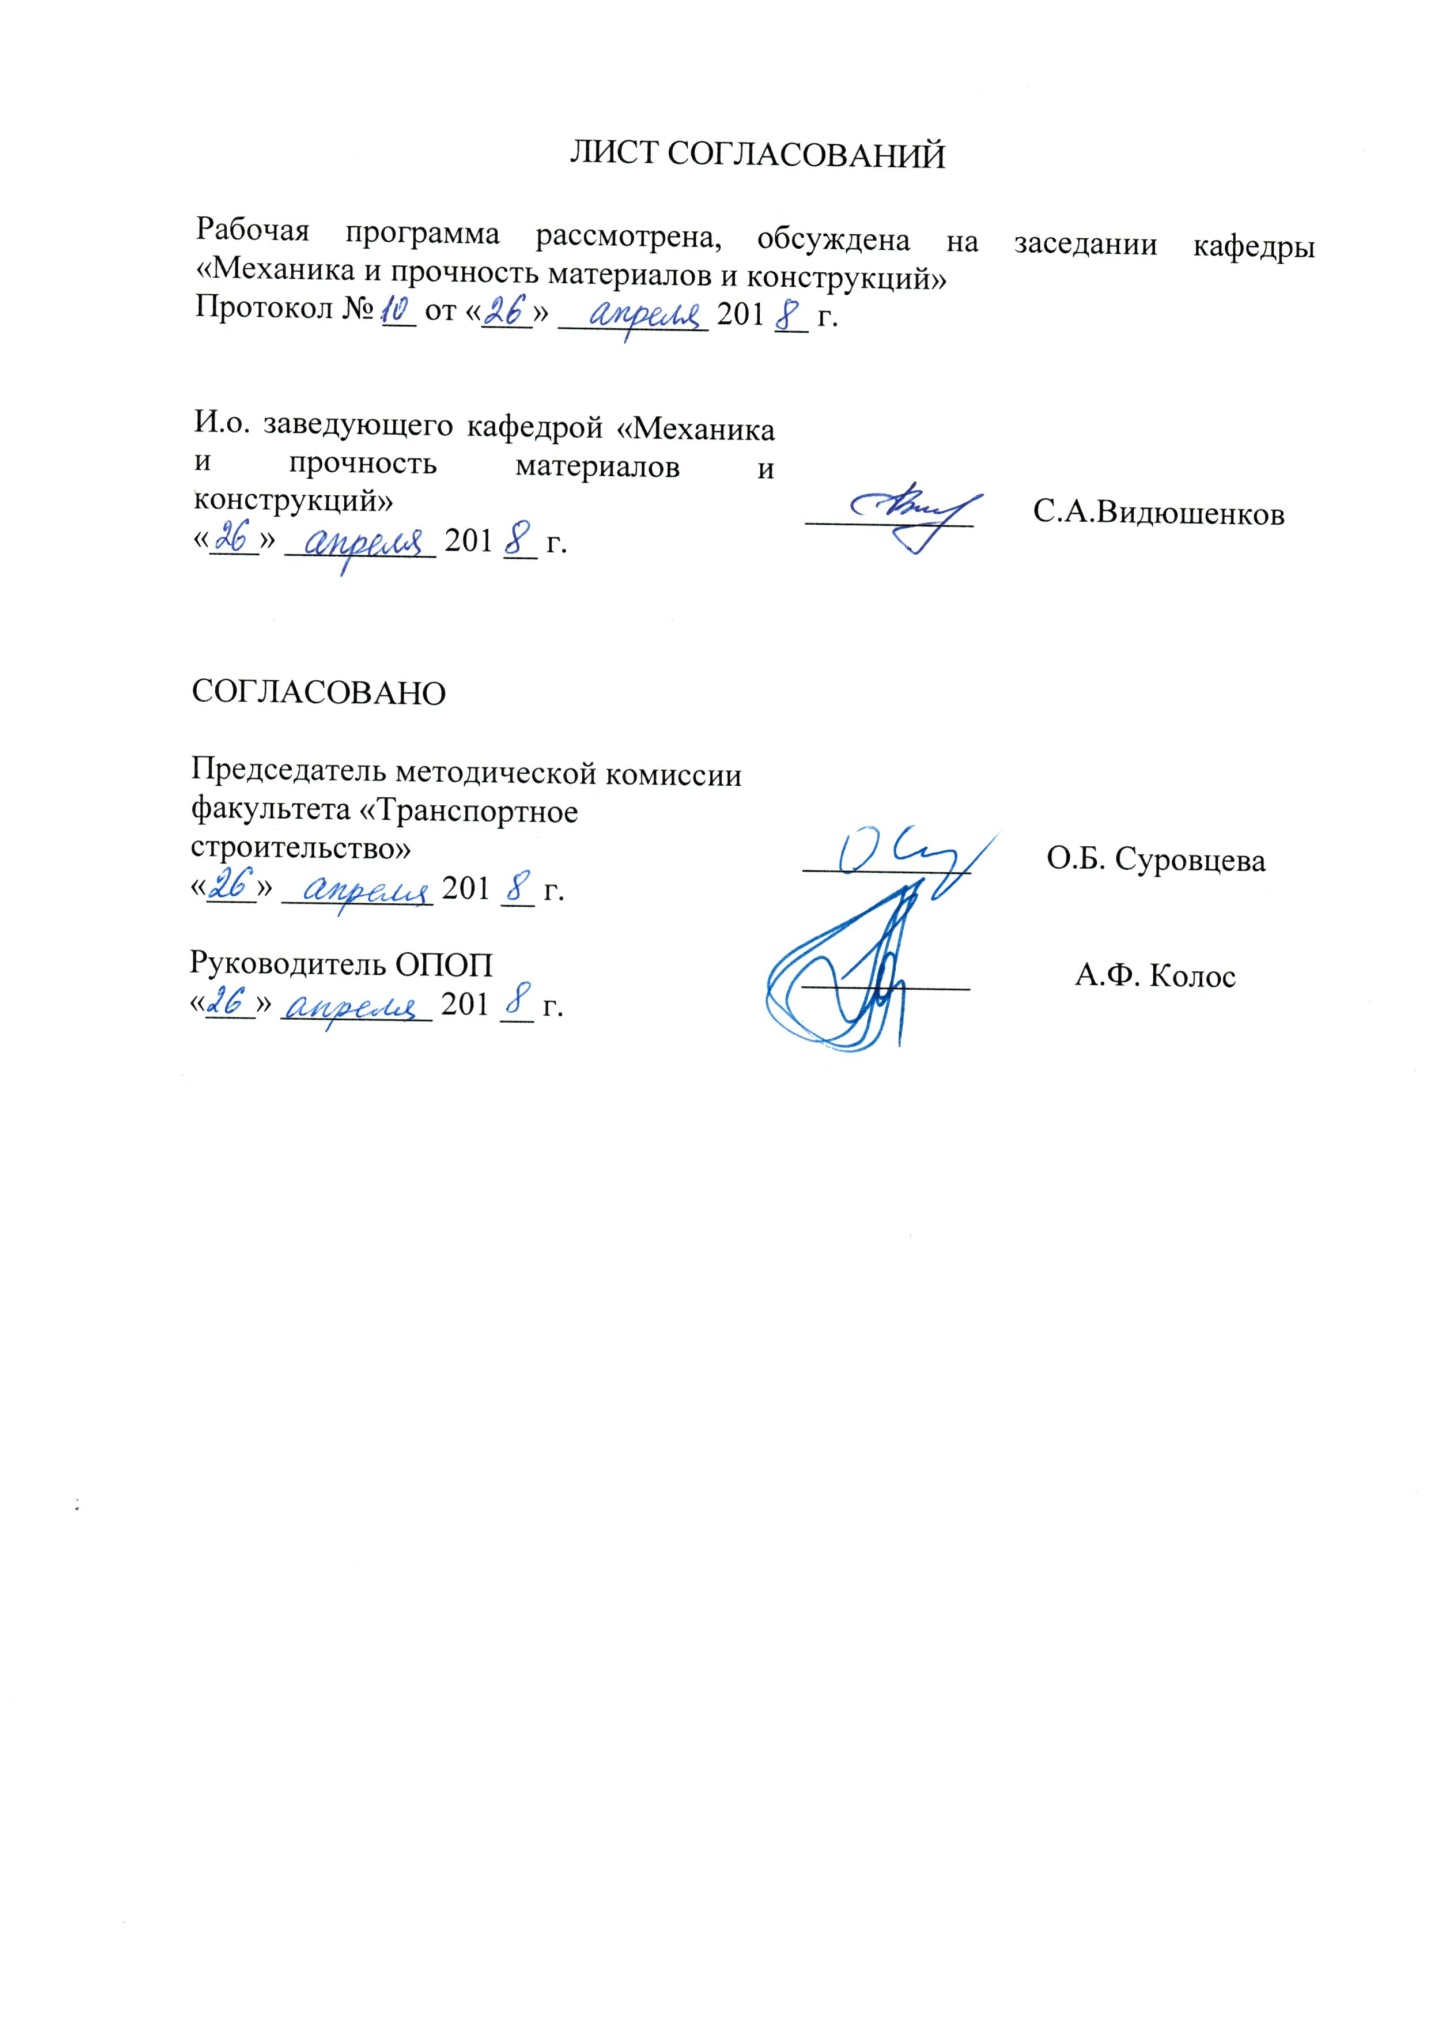 ЛИСТ СОГЛАСОВАНИЙ
Рабочая программа рассмотрена, обсуждена на заседании кафедры
«Механика и прочность материалов и конструкций»
Протокол № 10 от «26» апреля 2018 г.
И.о. заведующего кафедрой «Механика
и прочность материалов и
конструкций»
С.А.Видюшенков
«26» апреля 2018 г.
СОГЛАСОВАНО
Председатель методической комиссии
факультета «Транспортное
строительство»
О.Б. Суровцева
«26» апреля 2018 г.
Руководитель ОПОП
А.Ф. Колос
«26» апреля 2018 г.